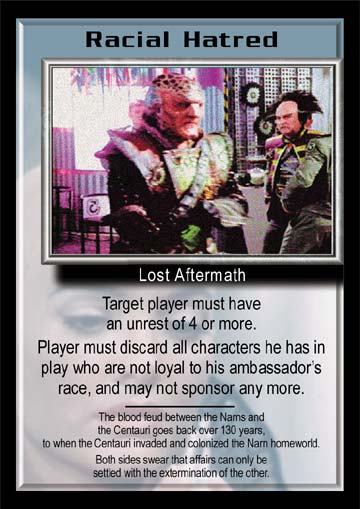 Racial Hatred
Lost Aftermath
Target player must have
an unrest of 4 or more.
Player must discard all characters he has in
play who are not loyal to his ambassador's
race, and may not sponsor any more.
The blood feud between the Narns and
the Centauri goes back over 130 years,
to when the Centauri invaded and colonized the Narn homeworld.
Both sides swear that affairs can only be
settled with the extermination of the other.